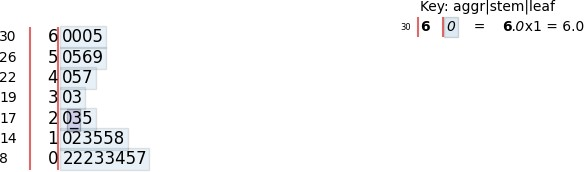 Key: aggr|stem|leaf
30 6 0 = 6.0x1 = 6.0
30 6 0005
26 5 0569
22 4 057
19 3 03
17 2 035
14 1 023558
8 0 22233457